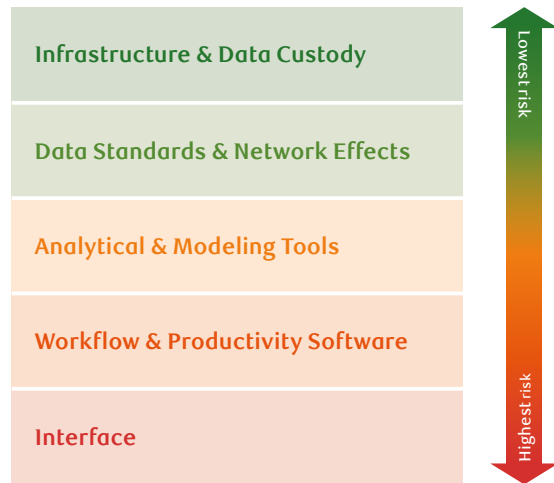 Infrastructure & Data Custody
Lowest risk
Data Standards & Network Effects
Analytical & Modeling Tools
Workflow & Productivity Software
Highest risk
Interface